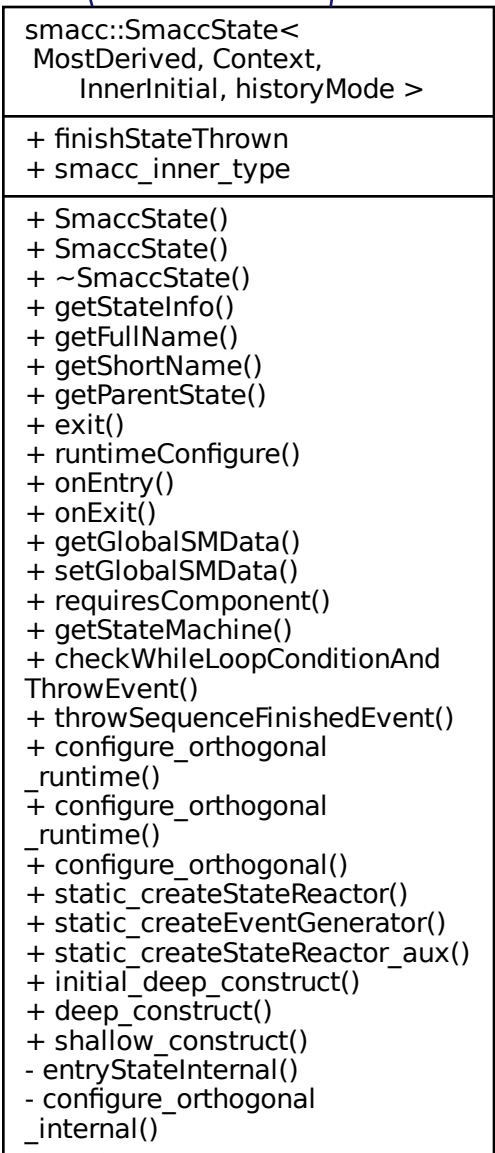 smacc::SmaccState<
MostDerived, Context,
InnerInitial, historyMode >
+ finishStateThrown
+ smacc_inner_type
+ SmaccState()
+ SmaccState()
+ ~SmaccState()
+ getStateInfo()
+ getFullName()
+ getShortName()
+ getParentState()
+ exit()
+ runtimeConfigure()
+ onEntry()
+ onExit()
+ getGlobalSMData()
+ setGlobalSMData()
+ requiresComponent()
+ getStateMachine()
+ checkWhileLoopConditionAnd
ThrowEvent()
+ throwSequenceFinishedEvent()
+ configure_orthogonal
_runtime()
+ configure_orthogonal
_runtime()
+ configure_orthogonal()
+ static_createStateReactor()
+ static_createEventGenerator()
+ static_createStateReactor_aux()
+ initial_deep_construct()
+ deep_construct()
+ shallow_construct()
- entryStateInternal()
- configure_orthogonal
_internal()